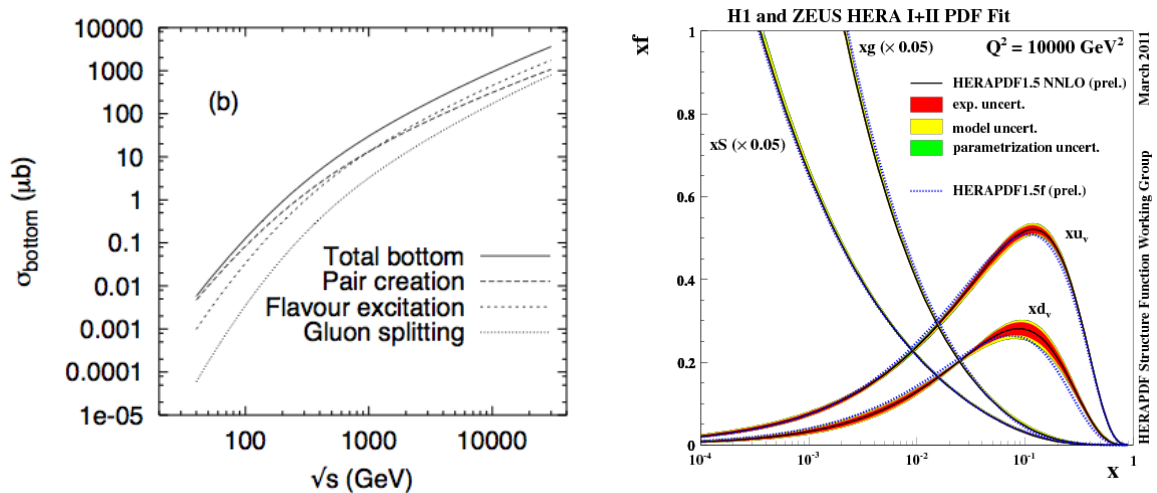 10000
1000
100
10
1
0.1
0.01
0.001
0.0001
1e-05
σbottom (μb)
(b)
Total bottom
Pair creation
Flavour excitation
Gluon splitting
100
1000
10000
√s (GeV)
H1 and ZEUS HERA I+II PDF Fit
xf
1
0.8
0.6
0.4
0.2
0
xg (× 0.05)
Q² = 10000 GeV²
HERAPDF1.5 NNLO (prel.)
exp. uncert.
model uncert.
parametrization uncert.
HERAPDF1.5f (prel.)
xS (× 0.05)
xuᵥ
xdᵥ
10⁻⁴
10⁻³
10⁻²
10⁻¹
1
x
HERAPDF Structure Function Working Group
March 2011